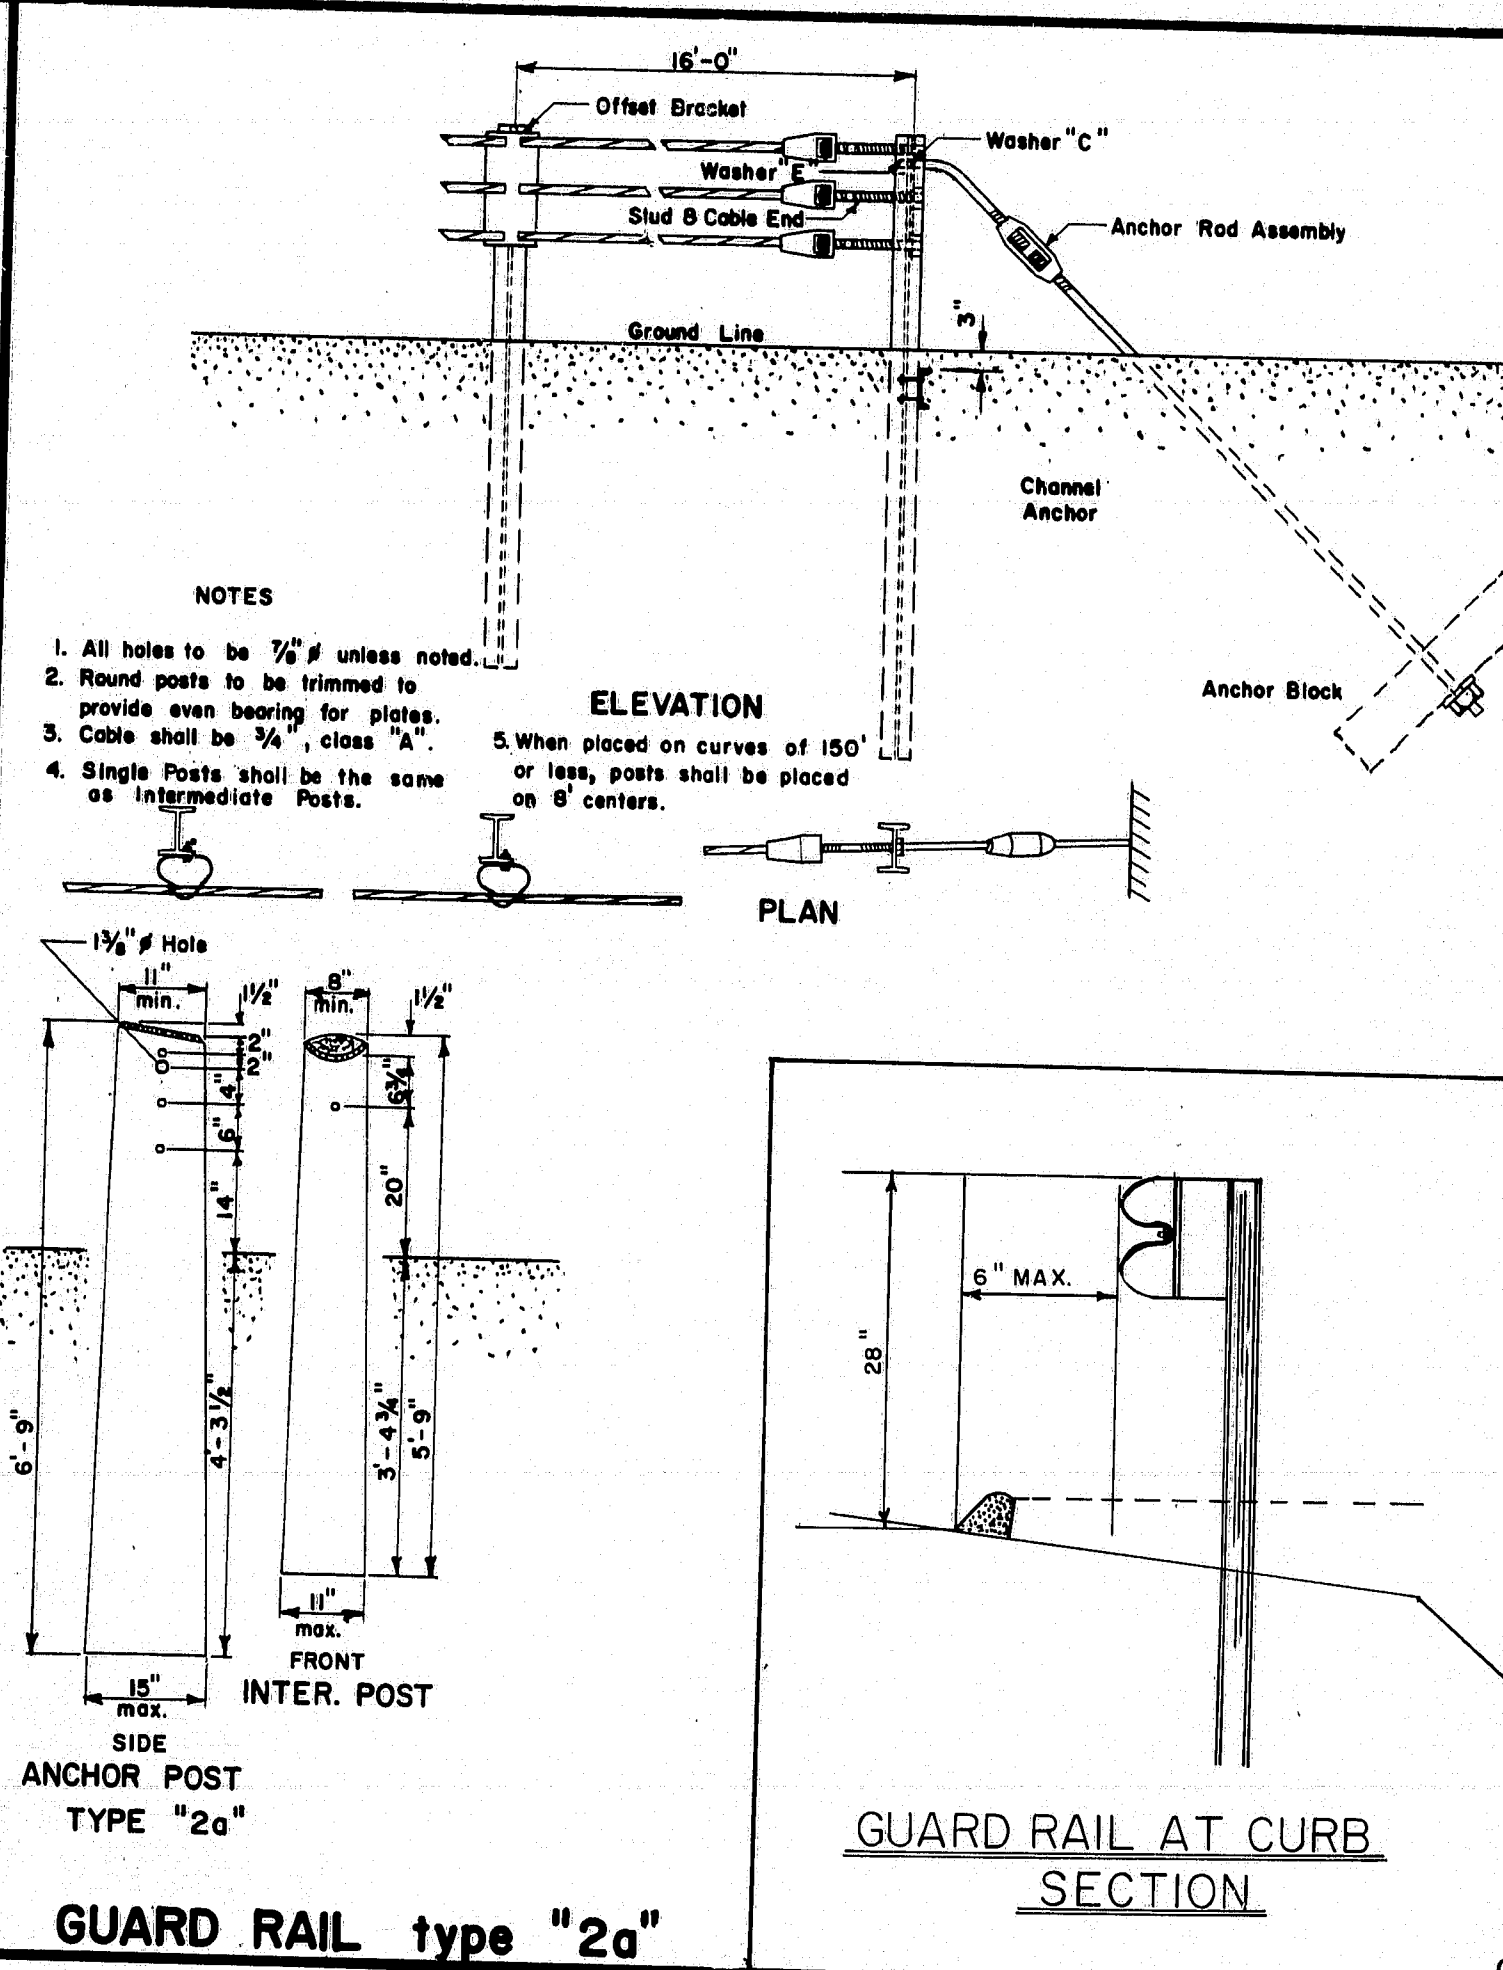 16'-0"
Offset Bracket
Washer "C"
Washer "E"
Stud & Cable End
Anchor Rod Assembly
3"
Ground Line
Channel
Anchor
Anchor Block
NOTES
1. All holes to be 7/8" ø unless noted.
2. Round posts to be trimmed to
provide even bearing for plates.
3. Cable shall be 3/4", class "A".
4. Single Posts shall be the same
as Intermediate Posts.
ELEVATION
5. When placed on curves of 150'
or less, posts shall be placed
on 8' centers.
PLAN
1 3/8" ø Hole
11"
min.
1 1/2"
2"
2"
4"
6"
14"
6'-9"
4'-3 1/2"
15"
max.
SIDE
ANCHOR POST
TYPE "2a"
8"
min.
1 1/2"
6 3/4"
20"
3'-4 3/4"
5'-9"
11"
max.
FRONT
INTER. POST
GUARD RAIL type "2a"
6" MAX.
28"
GUARD RAIL AT CURB
SECTION